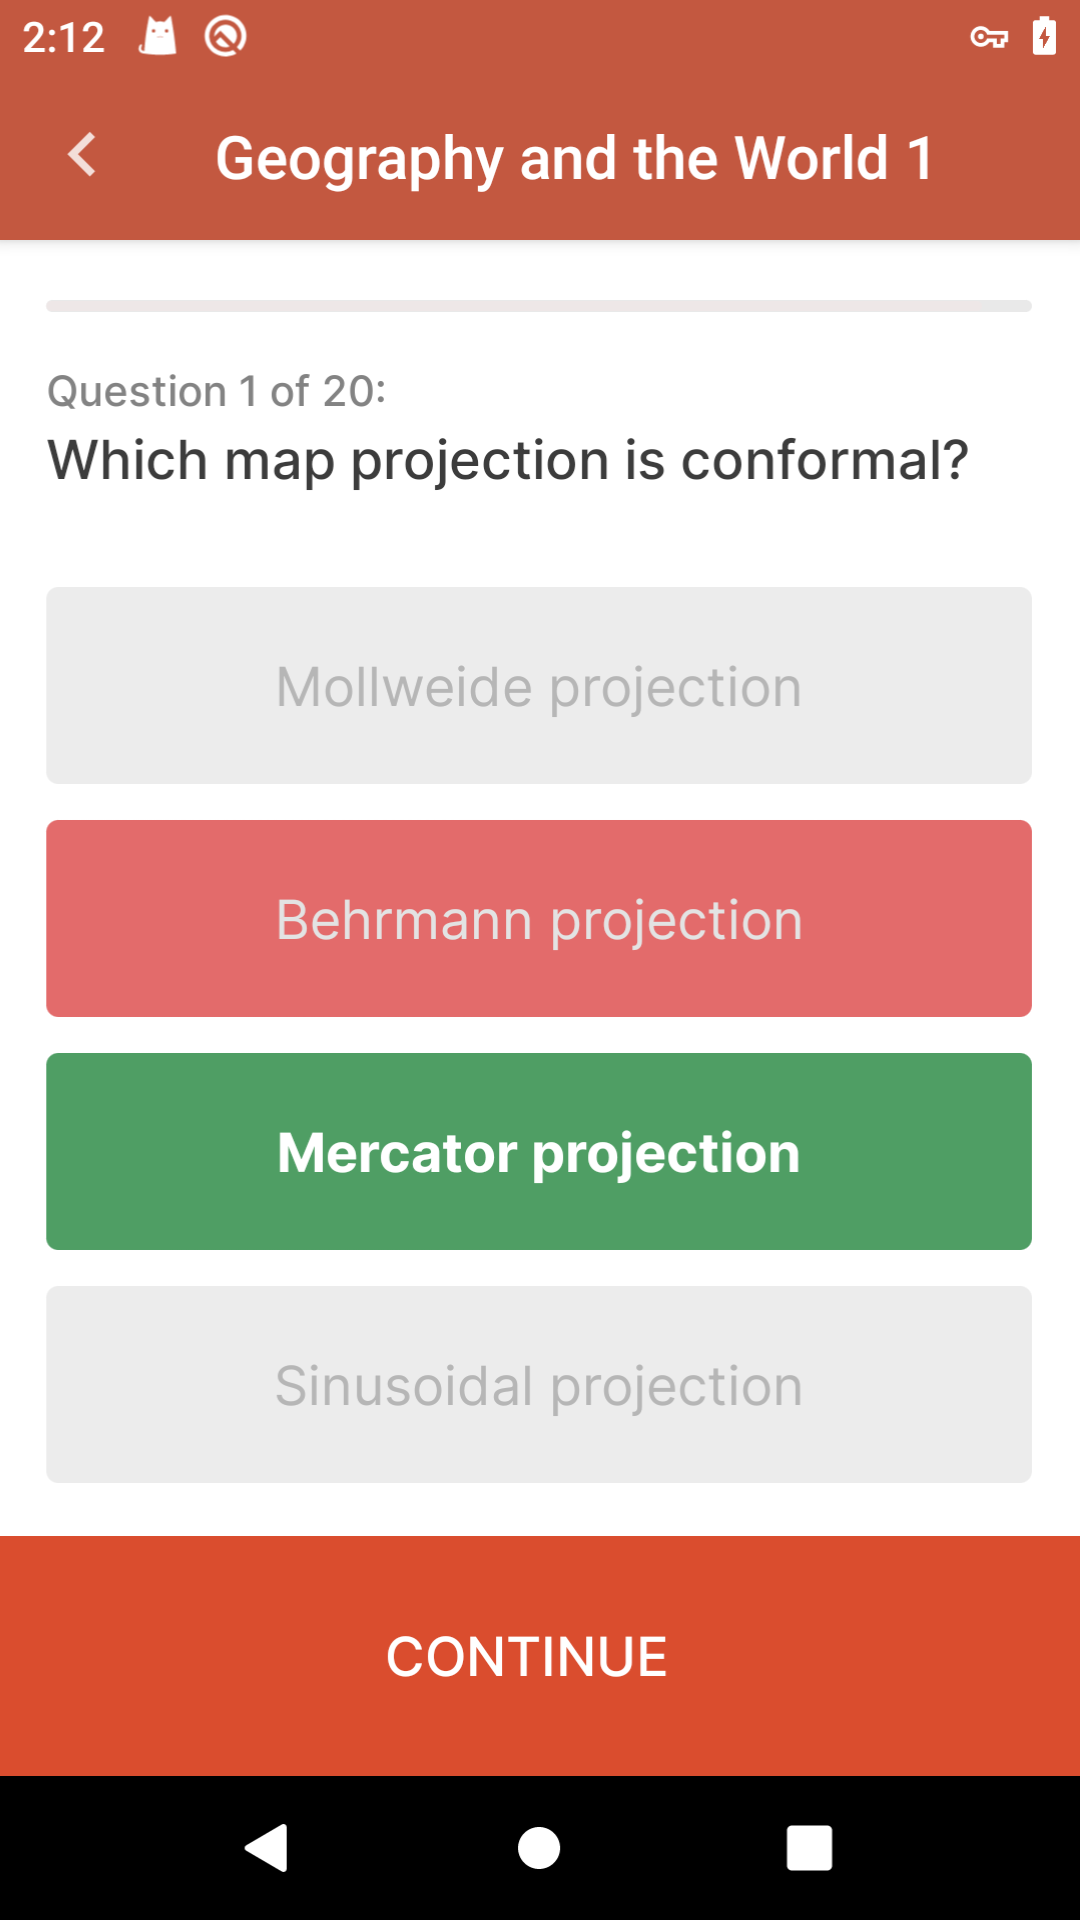 2:12
Geography and the World 1
Question 1 of 20:
Which map projection is conformal?
Mollweide projection
Behrmann projection
Mercator projection
Sinusoidal projection
CONTINUE